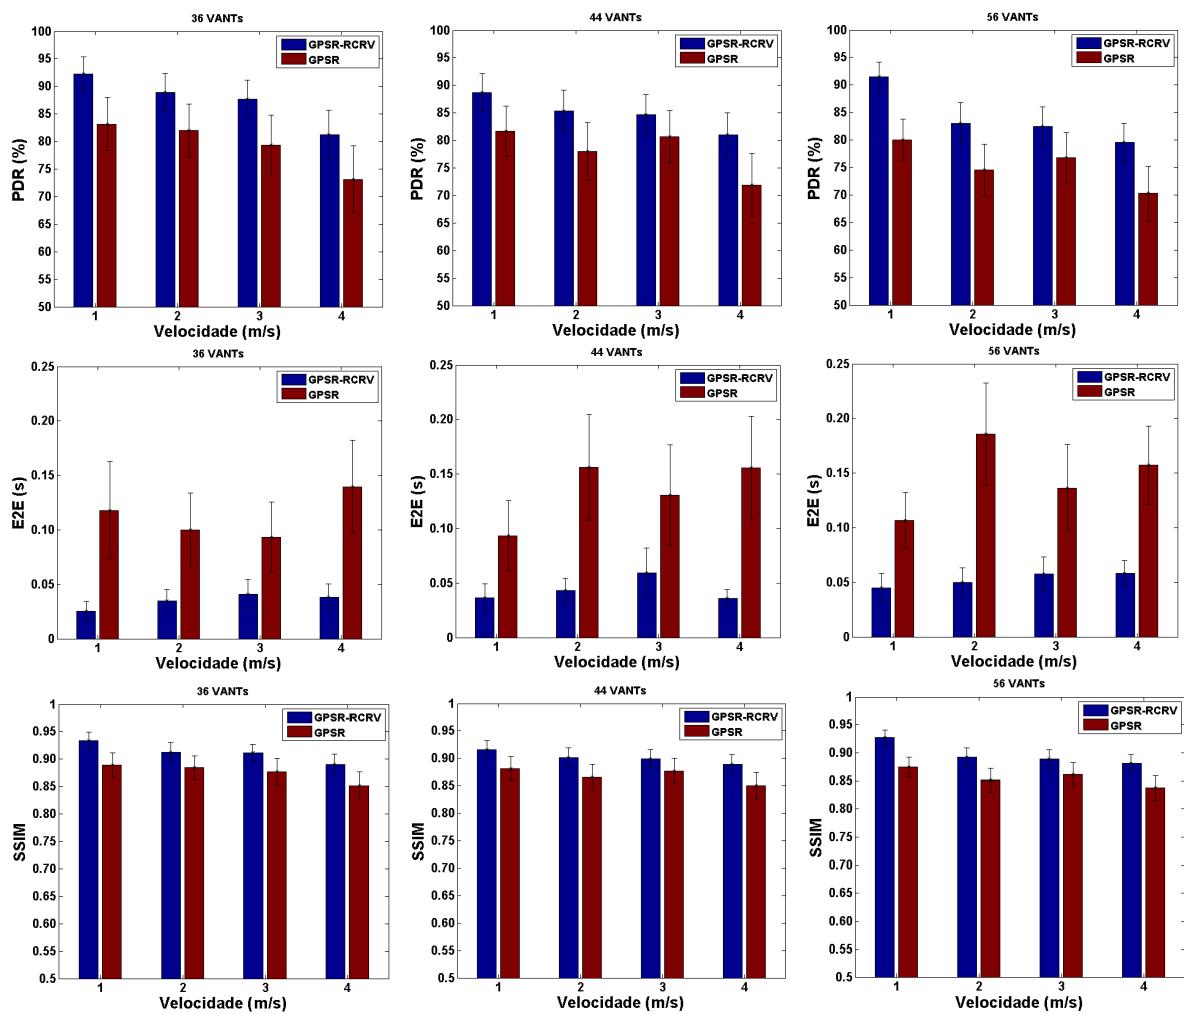 36 VANTs
PDR (%)
100
95
90
85
80
75
70
65
60
55
50
GPSR-RCRV
GPSR
1 2 3 4
Velocidade (m/s)
44 VANTs
PDR (%)
100
95
90
85
80
75
70
65
60
55
50
GPSR-RCRV
GPSR
1 2 3 4
Velocidade (m/s)
56 VANTs
PDR (%)
100
95
90
85
80
75
70
65
60
55
50
GPSR-RCRV
GPSR
1 2 3 4
Velocidade (m/s)
36 VANTs
E2E (s)
0.25
0.20
0.15
0.10
0.05
0
GPSR-RCRV
GPSR
1 2 3 4
Velocidade (m/s)
44 VANTs
E2E (s)
0.25
0.20
0.15
0.10
0.05
0
GPSR-RCRV
GPSR
1 2 3 4
Velocidade (m/s)
56 VANTs
E2E (s)
0.25
0.20
0.15
0.10
0.05
0
GPSR-RCRV
GPSR
1 2 3 4
Velocidade (m/s)
36 VANTs
SSIM
1
0.95
0.90
0.85
0.80
0.75
0.70
0.65
0.60
0.55
0.5
GPSR-RCRV
GPSR
1 2 3 4
Velocidade (m/s)
44 VANTs
SSIM
1
0.95
0.90
0.85
0.80
0.75
0.70
0.65
0.60
0.55
0.5
GPSR-RCRV
GPSR
1 2 3 4
Velocidade (m/s)
56 VANTs
SSIM
1
0.95
0.90
0.85
0.80
0.75
0.70
0.65
0.60
0.55
0.5
GPSR-RCRV
GPSR
1 2 3 4
Velocidade (m/s)